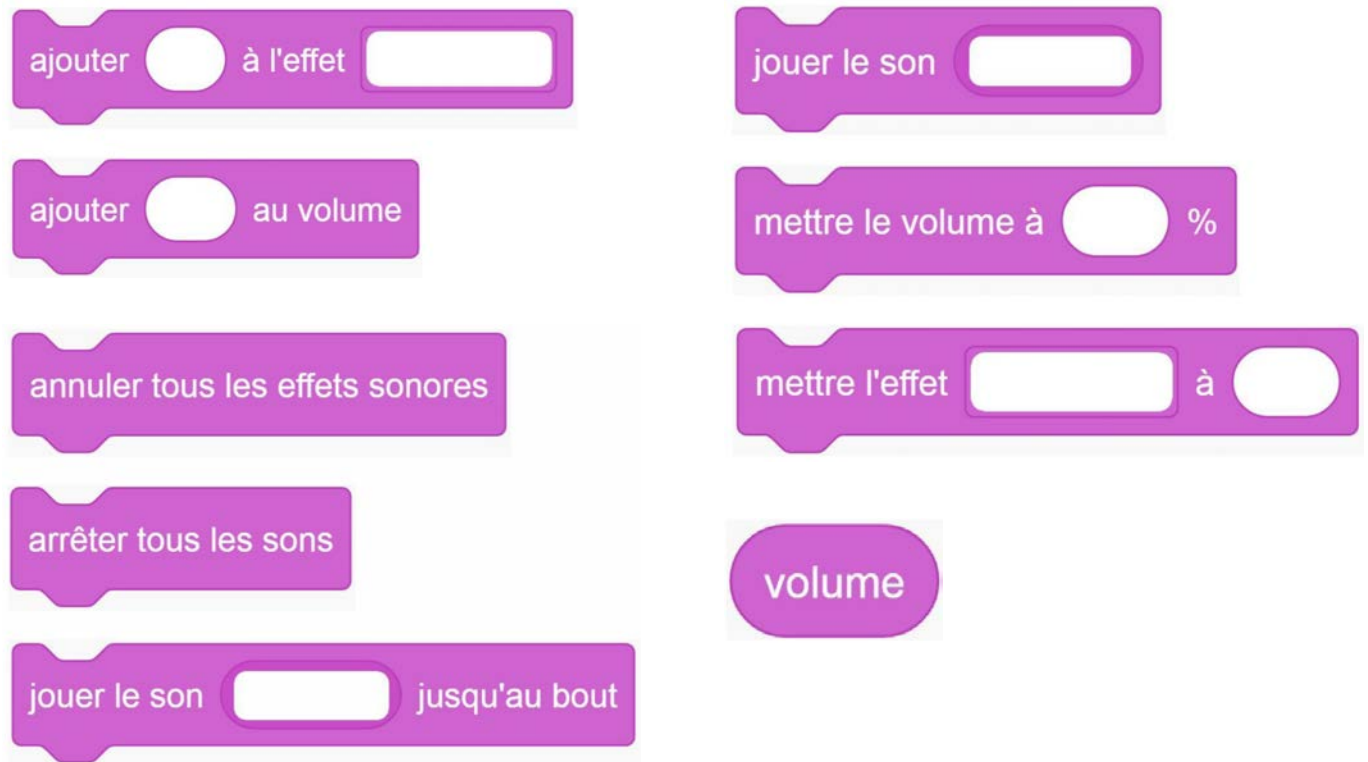 ajouter à l'effet
ajouter au volume
annuler tous les effets sonores
arrêter tous les sons
jouer le son jusqu'au bout
jouer le son
mettre le volume à %
mettre l'effet à
volume